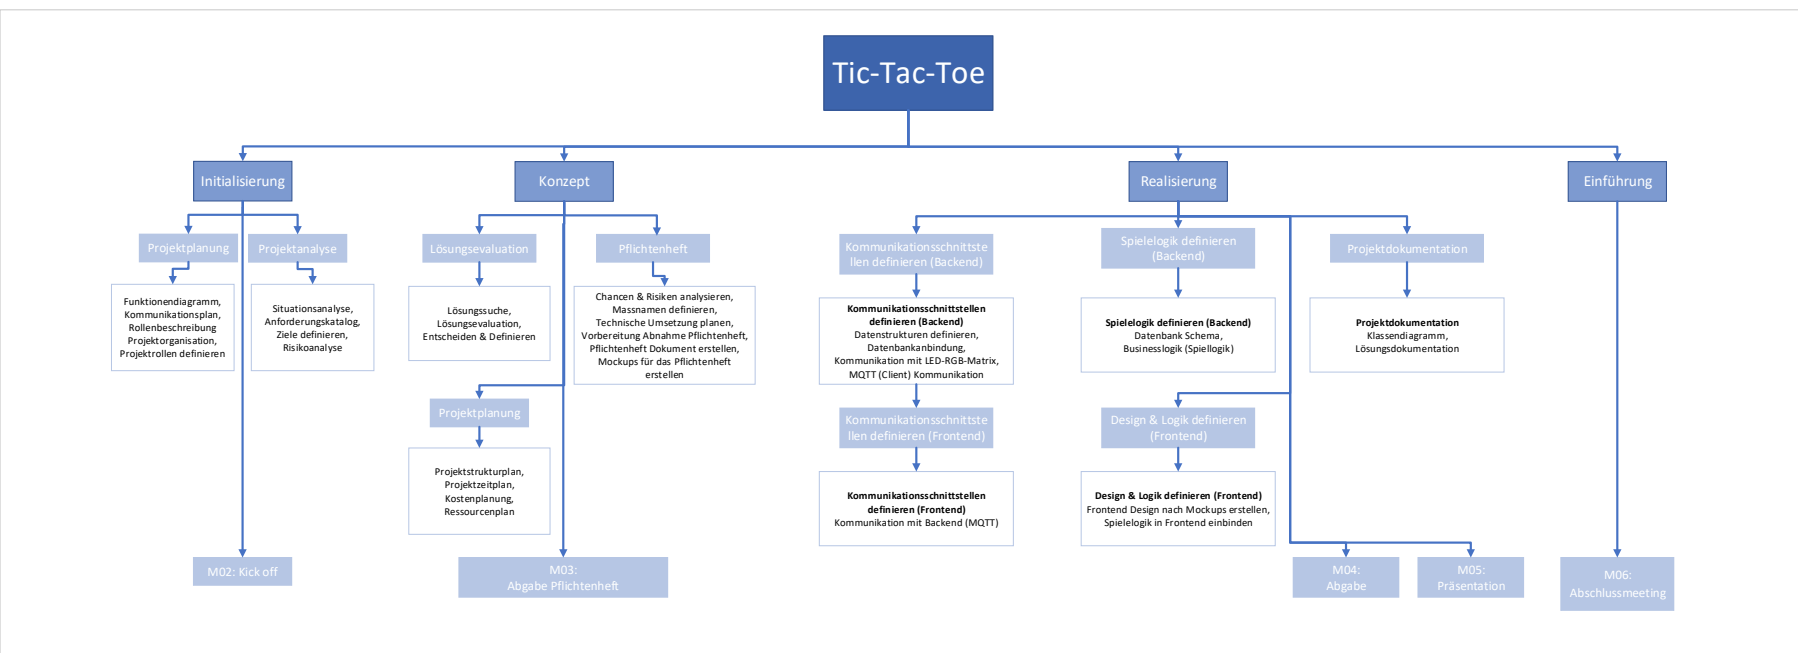 Tic-Tac-Toe
Initialisierung
Konzept
Realisierung
Einführung
Projektplanung
Projektanalyse
Lösungsevaluation
Pflichtenheft
Kommunikationsschnittste
llen definieren (Backend)
Spielelogik definieren
(Backend)
Projektdokumentation
Funktionendiagramm,
Kommunikationsplan,
Rollenbeschreibung
Projektorganisation,
Projektrollen definieren
Situationsanalyse,
Anforderungskatalog,
Ziele definieren,
Risikoanalyse
Lösungssuche,
Lösungsevaluation,
Entscheiden & Definieren
Chancen & Risiken analysieren,
Massnamen definieren,
Technische Umsetzung planen,
Vorbereitung Abnahme Pflichtenheft,
Pflichtenheft Dokument erstellen,
Mockups für das Pflichtenheft
erstellen
Kommunikationsschnittstellen
definieren (Backend)
Datenstrukturen definieren,
Datenbankanbindung,
Kommunikation mit LED-RGB-Matrix,
MQTT (Client) Kommunikation
Spielelogik definieren (Backend)
Datenbank Schema,
Businesslogik (Spiellogik)
Projektdokumentation
Klassendiagramm,
Lösungsdokumentation
Projektplanung
Kommunikationsschnittste
llen definieren (Frontend)
Design & Logik definieren
(Frontend)
Projektstrukturplan,
Projektzeitplan,
Kostenplanung,
Ressourcenplan
Kommunikationsschnittstellen
definieren (Frontend)
Kommunikation mit Backend (MQTT)
Design & Logik definieren (Frontend)
Frontend Design nach Mockups erstellen,
Spielelogik in Frontend einbinden
M02: Kick off
M03:
Abgabe Pflichtenheft
M04:
Abgabe
M05:
Präsentation
M06:
Abschlussmeeting